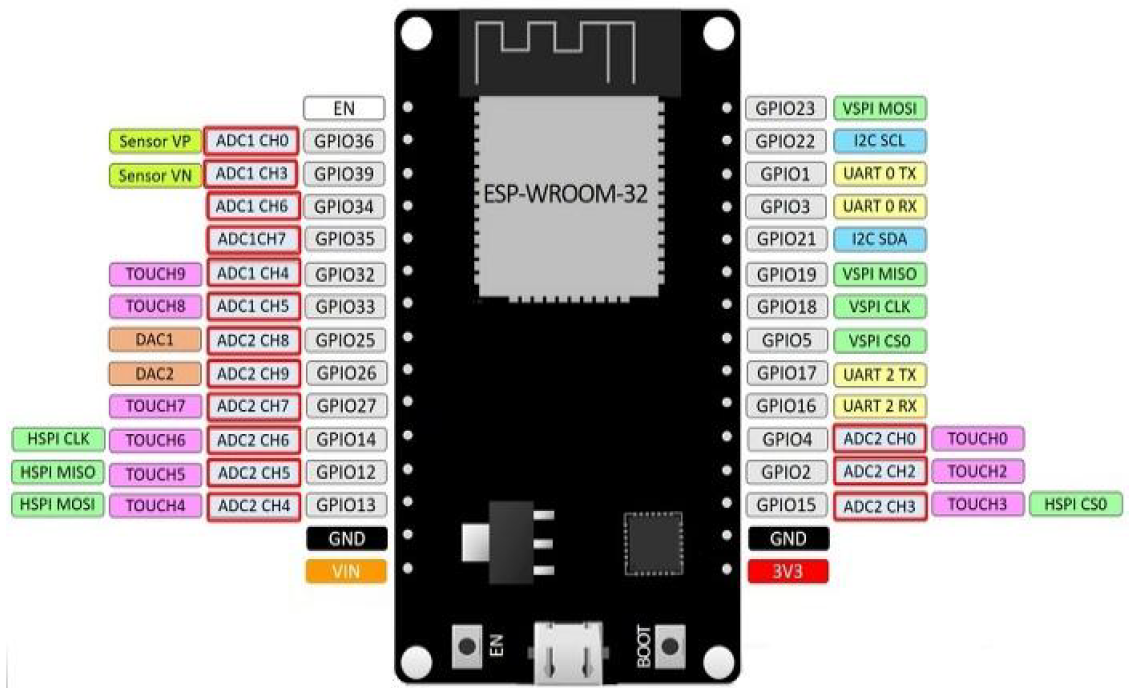 EN GPIO23 VSPI MOSI
Sensor VP ADC1 CH0 GPIO36 GPIO22 I2C SCL
Sensor VN ADC1 CH3 GPIO39 ESP-WROOM-32 GPIO1 UART 0 TX
ADC1 CH6 GPIO34 GPIO3 UART 0 RX
ADC1CH7 GPIO35 GPIO21 I2C SDA
TOUCH9 ADC1 CH4 GPIO32 GPIO19 VSPI MISO
TOUCH8 ADC1 CH5 GPIO33 GPIO18 VSPI CLK
DAC1 ADC2 CH8 GPIO25 GPIO5 VSPI CS0
DAC2 ADC2 CH9 GPIO26 GPIO17 UART 2 TX
TOUCH7 ADC2 CH7 GPIO27 GPIO16 UART 2 RX
HSPI CLK TOUCH6 ADC2 CH6 GPIO14 GPIO4 ADC2 CH0 TOUCH0
HSPI MISO TOUCH5 ADC2 CH5 GPIO12 GPIO2 ADC2 CH2 TOUCH2
HSPI MOSI TOUCH4 ADC2 CH4 GPIO13 GPIO15 ADC2 CH3 TOUCH3 HSPI CS0
GND GND
VIN 3V3
EN BOOT